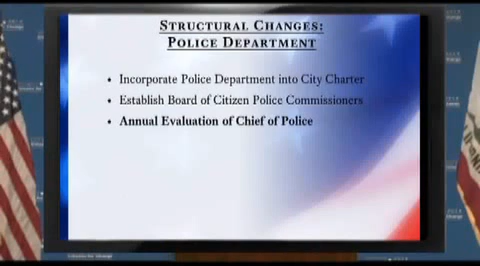 STRUCTURAL CHANGES:
POLICE DEPARTMENT
• Incorporate Police Department into City Charter
• Establish Board of Citizen Police Commissioners
• Annual Evaluation of Chief of Police